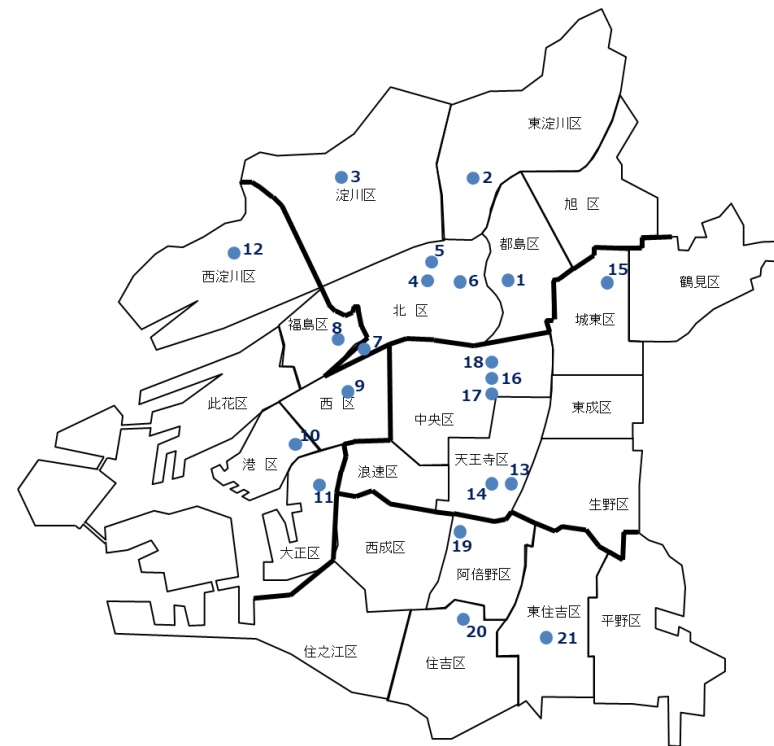 東淀川区
3
2
淀川区
旭 区
都島区
12
5
西淀川区
4
6
1
15
鶴見区
北 区
城東区
福島区
8
7
18
16
9
17
此花区
西 区
中央区
東成区
10
天王寺区
港 区
浪速区
14
13
11
生野区
19
大正区
西成区
阿倍野区
東住吉区
平野区
20
21
住之江区
住吉区